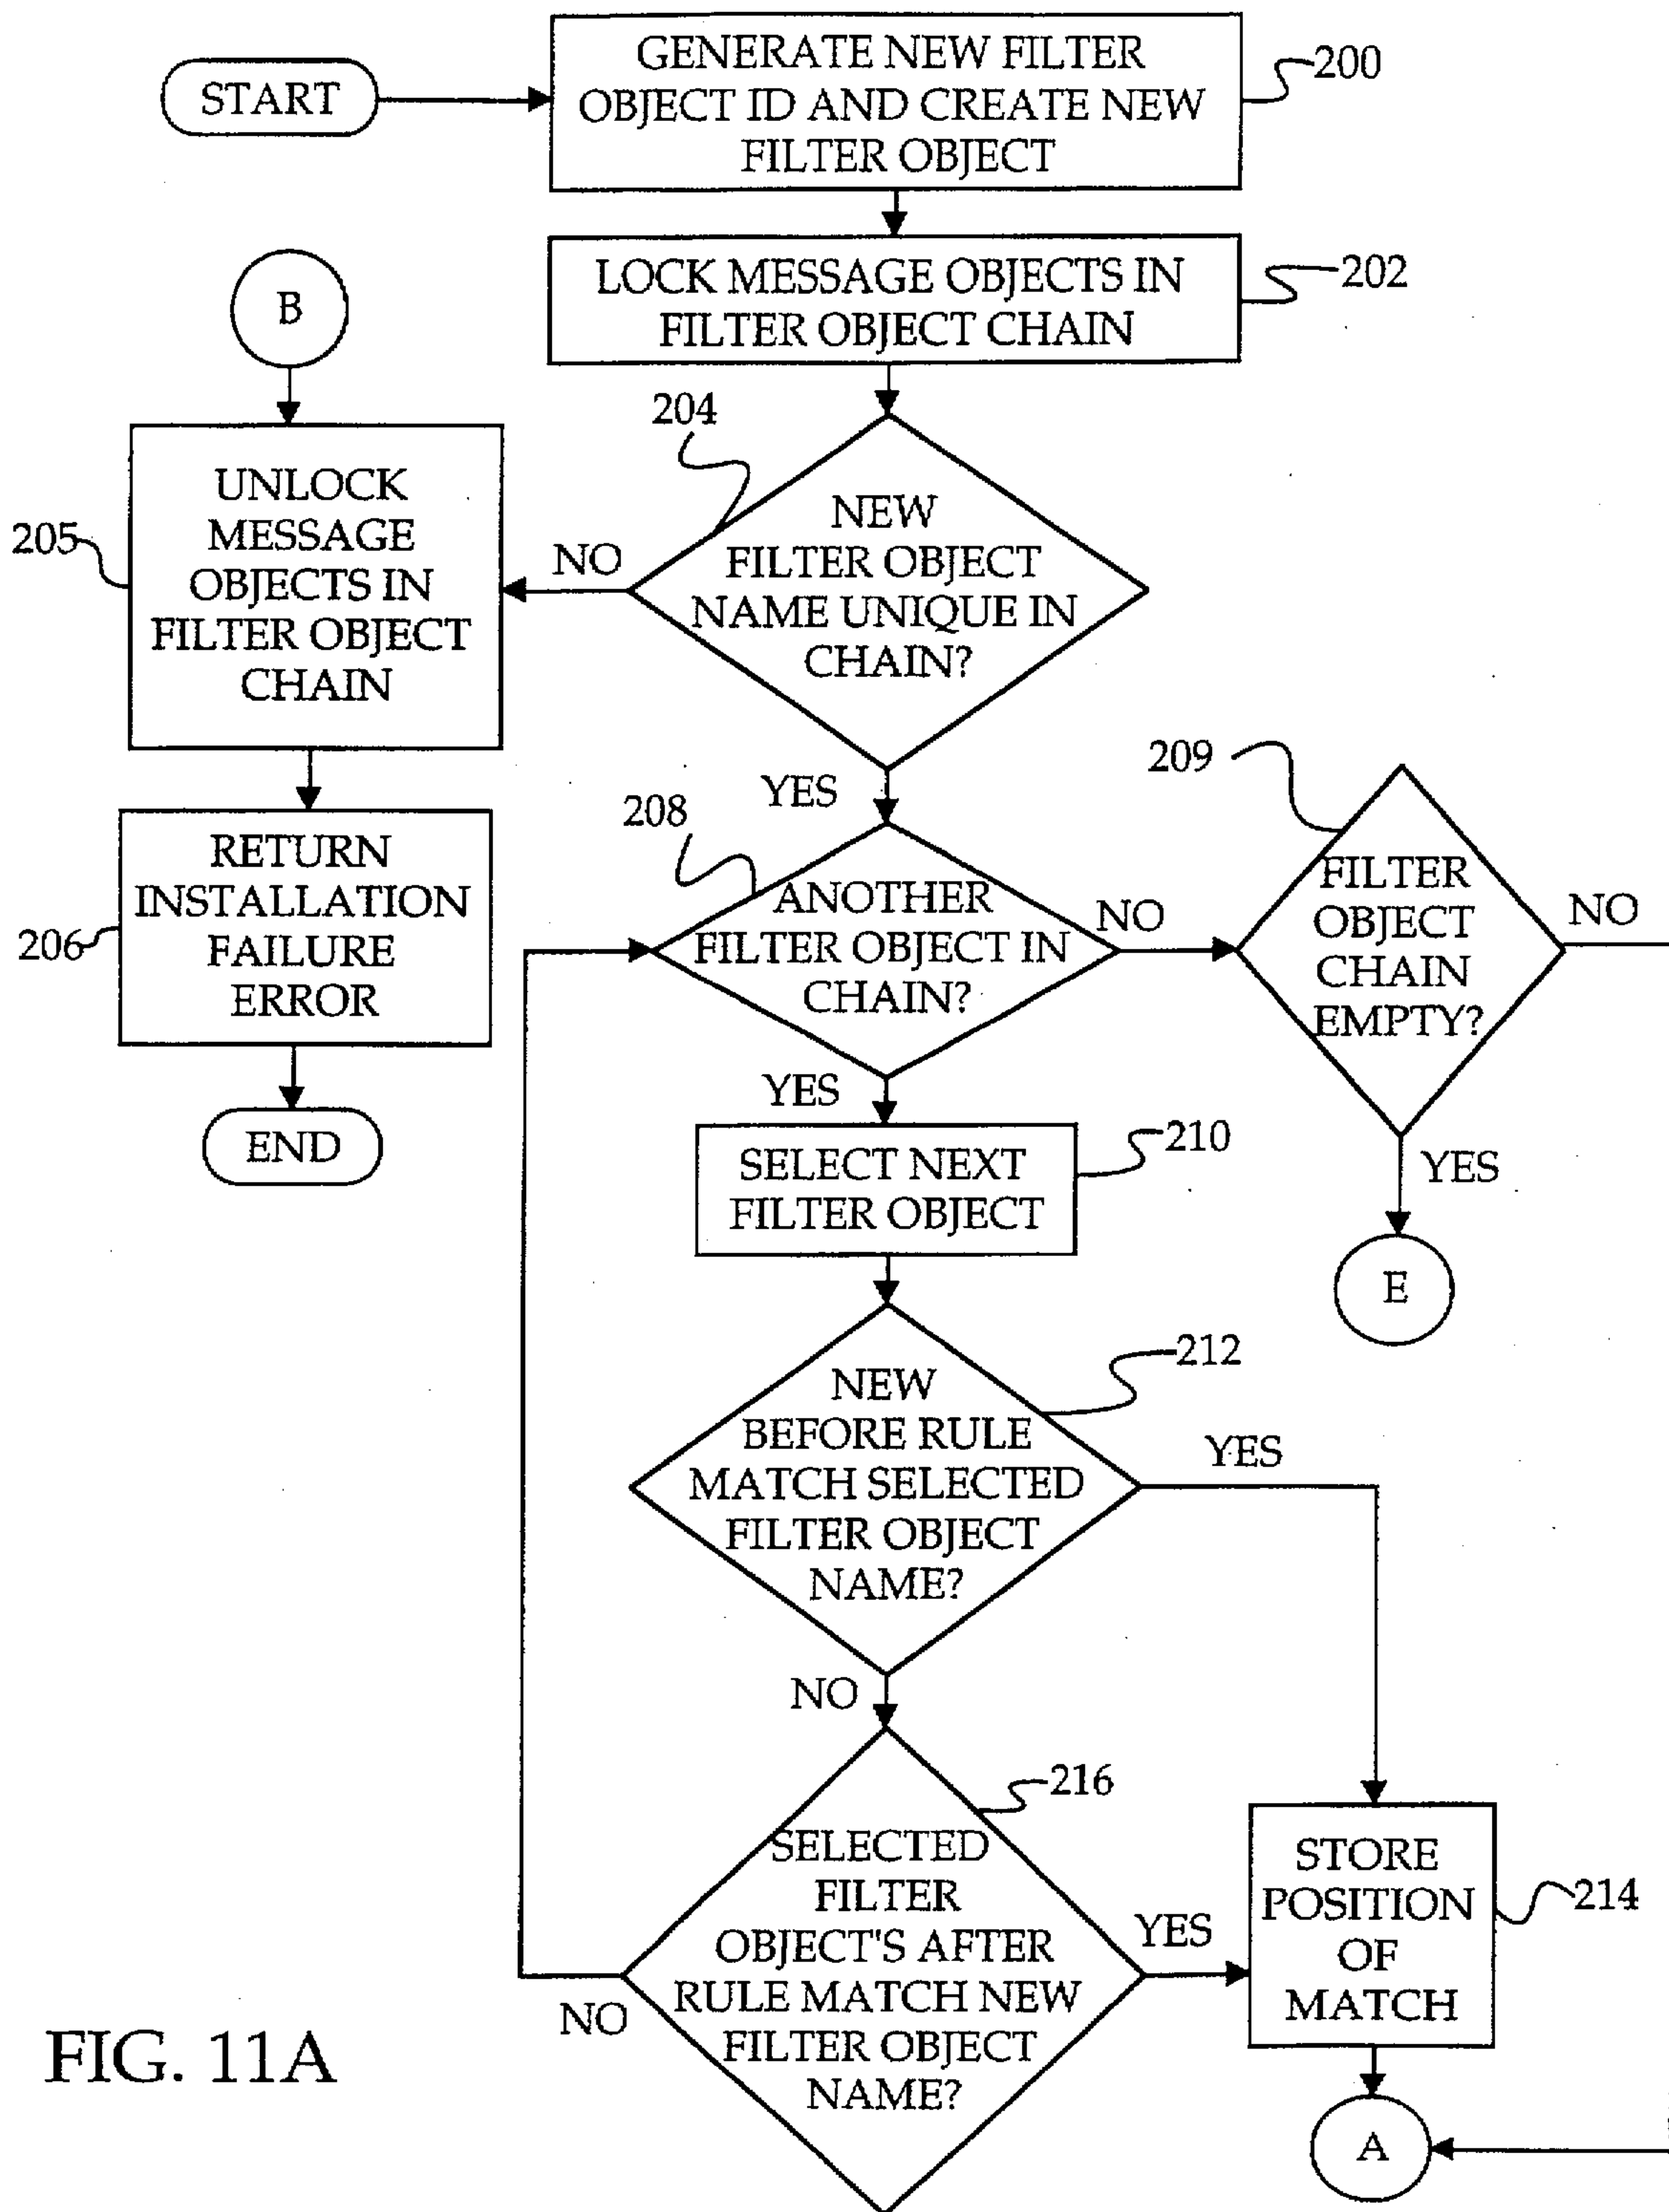 START
GENERATE NEW FILTER
OBJECT ID AND CREATE NEW
FILTER OBJECT
200
LOCK MESSAGE OBJECTS IN
FILTER OBJECT CHAIN
202
B
204
NEW
FILTER OBJECT
NAME UNIQUE IN
CHAIN?
NO
YES
205
UNLOCK
MESSAGE
OBJECTS IN
FILTER OBJECT
CHAIN
206
RETURN
INSTALLATION
FAILURE
ERROR
END
208
ANOTHER
FILTER OBJECT IN
CHAIN?
NO
YES
209
FILTER
OBJECT
CHAIN
EMPTY?
NO
YES
E
210
SELECT NEXT
FILTER OBJECT
212
NEW
BEFORE RULE
MATCH SELECTED
FILTER OBJECT
NAME?
YES
NO
216
SELECTED
FILTER
OBJECT'S AFTER
RULE MATCH NEW
FILTER OBJECT
NAME?
YES
NO
214
STORE
POSITION
OF
MATCH
A
FIG. 11A